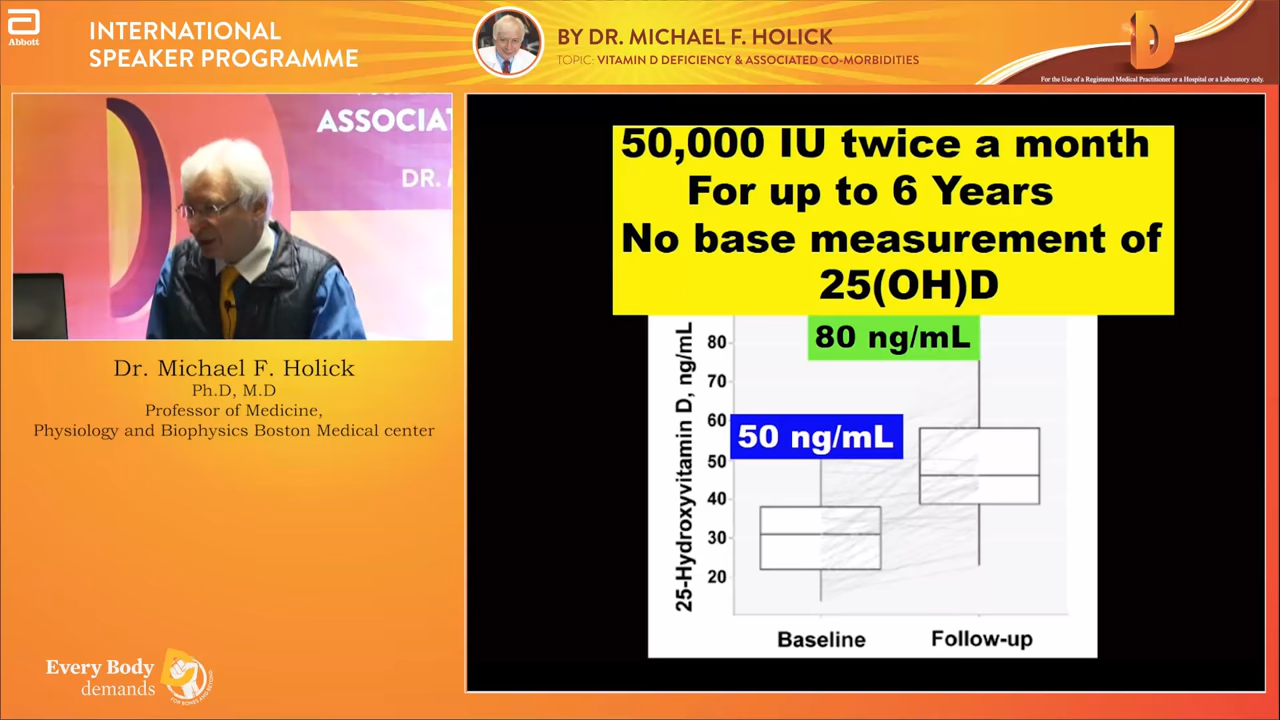 Abbott
INTERNATIONAL
SPEAKER PROGRAMME
BY DR. MICHAEL F. HOLICK
TOPIC: VITAMIN D DEFICIENCY & ASSOCIATED CO-MORBIDITIES
D
For the Use of a Registered Medical Practitioner or a Hospital or a Laboratory only.
ASSOCIAT
DR.
Dr. Michael F. Holick
Ph.D, M.D
Professor of Medicine,
Physiology and Biophysics Boston Medical center
Every Body
demands
FOR BONES AND BEYOND
50,000 IU twice a month
For up to 6 Years
No base measurement of
25(OH)D
80 ng/mL
50 ng/mL
25-Hydroxyvitamin D, ng/mL
80
70
60
50
40
30
20
Baseline
Follow-up